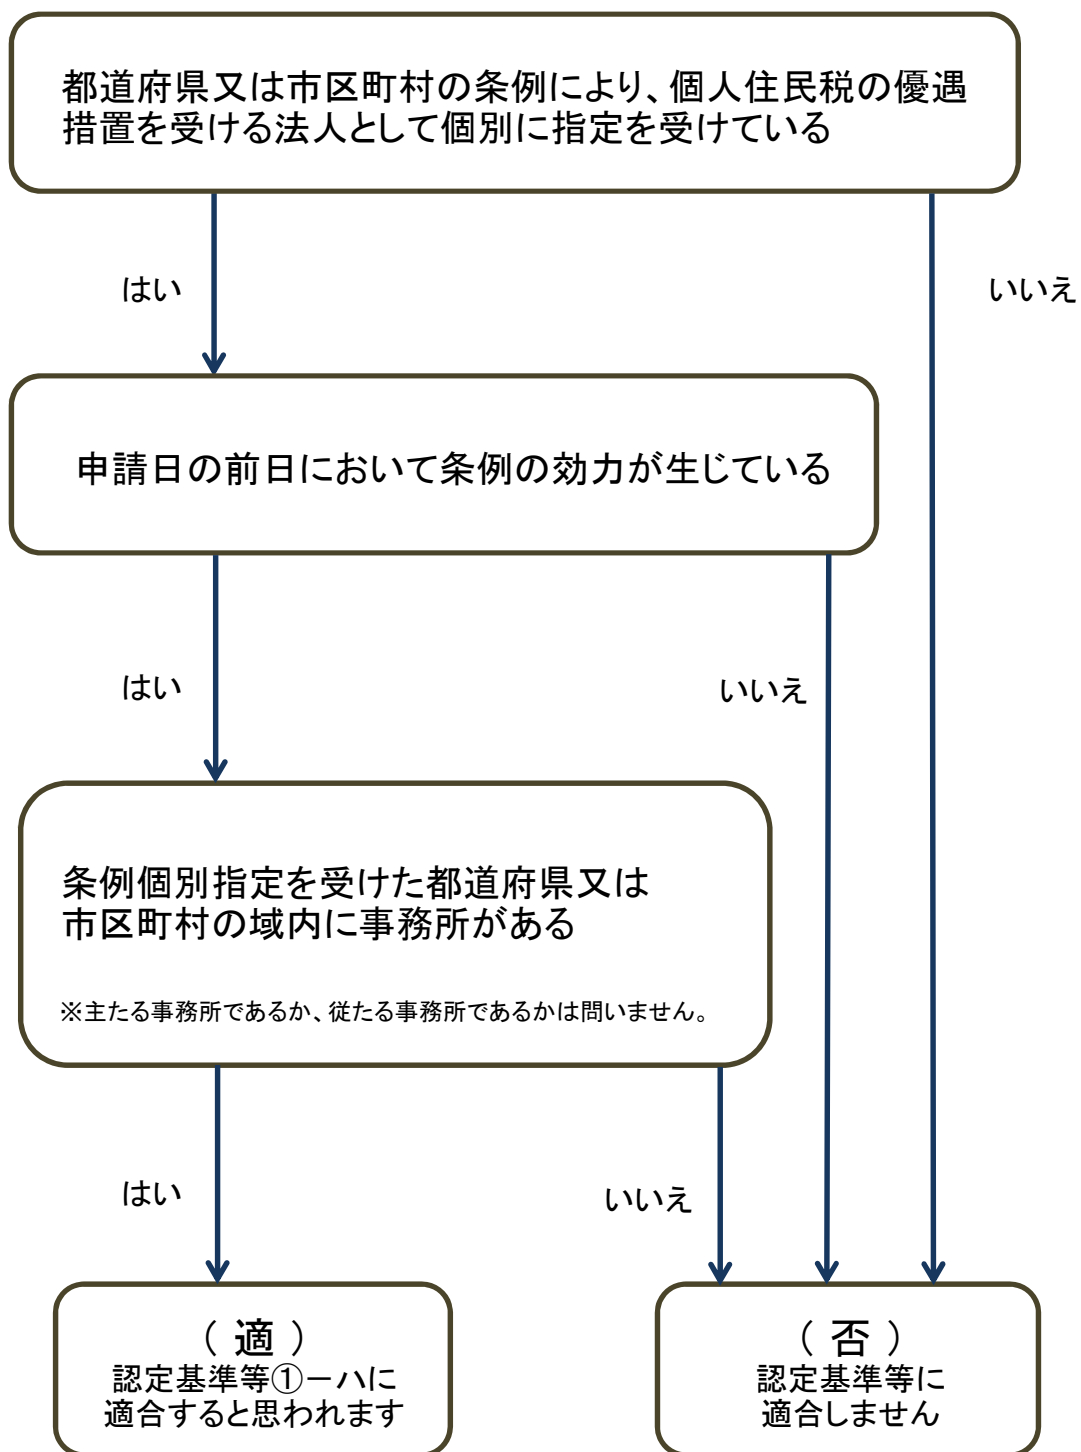 都道府県又は市区町村の条例により、個人住民税の優遇
措置を受ける法人として個別に指定を受けている
はい
いいえ
申請日の前日において条例の効力が生じている
はい
いいえ
条例個別指定を受けた都道府県又は
市区町村の域内に事務所がある
※主たる事務所であるか、従たる事務所であるかは問いません。
はい
いいえ
（ 適 ）
認定基準等①－ハに
適合すると思われます
（ 否 ）
認定基準等に
適合しません